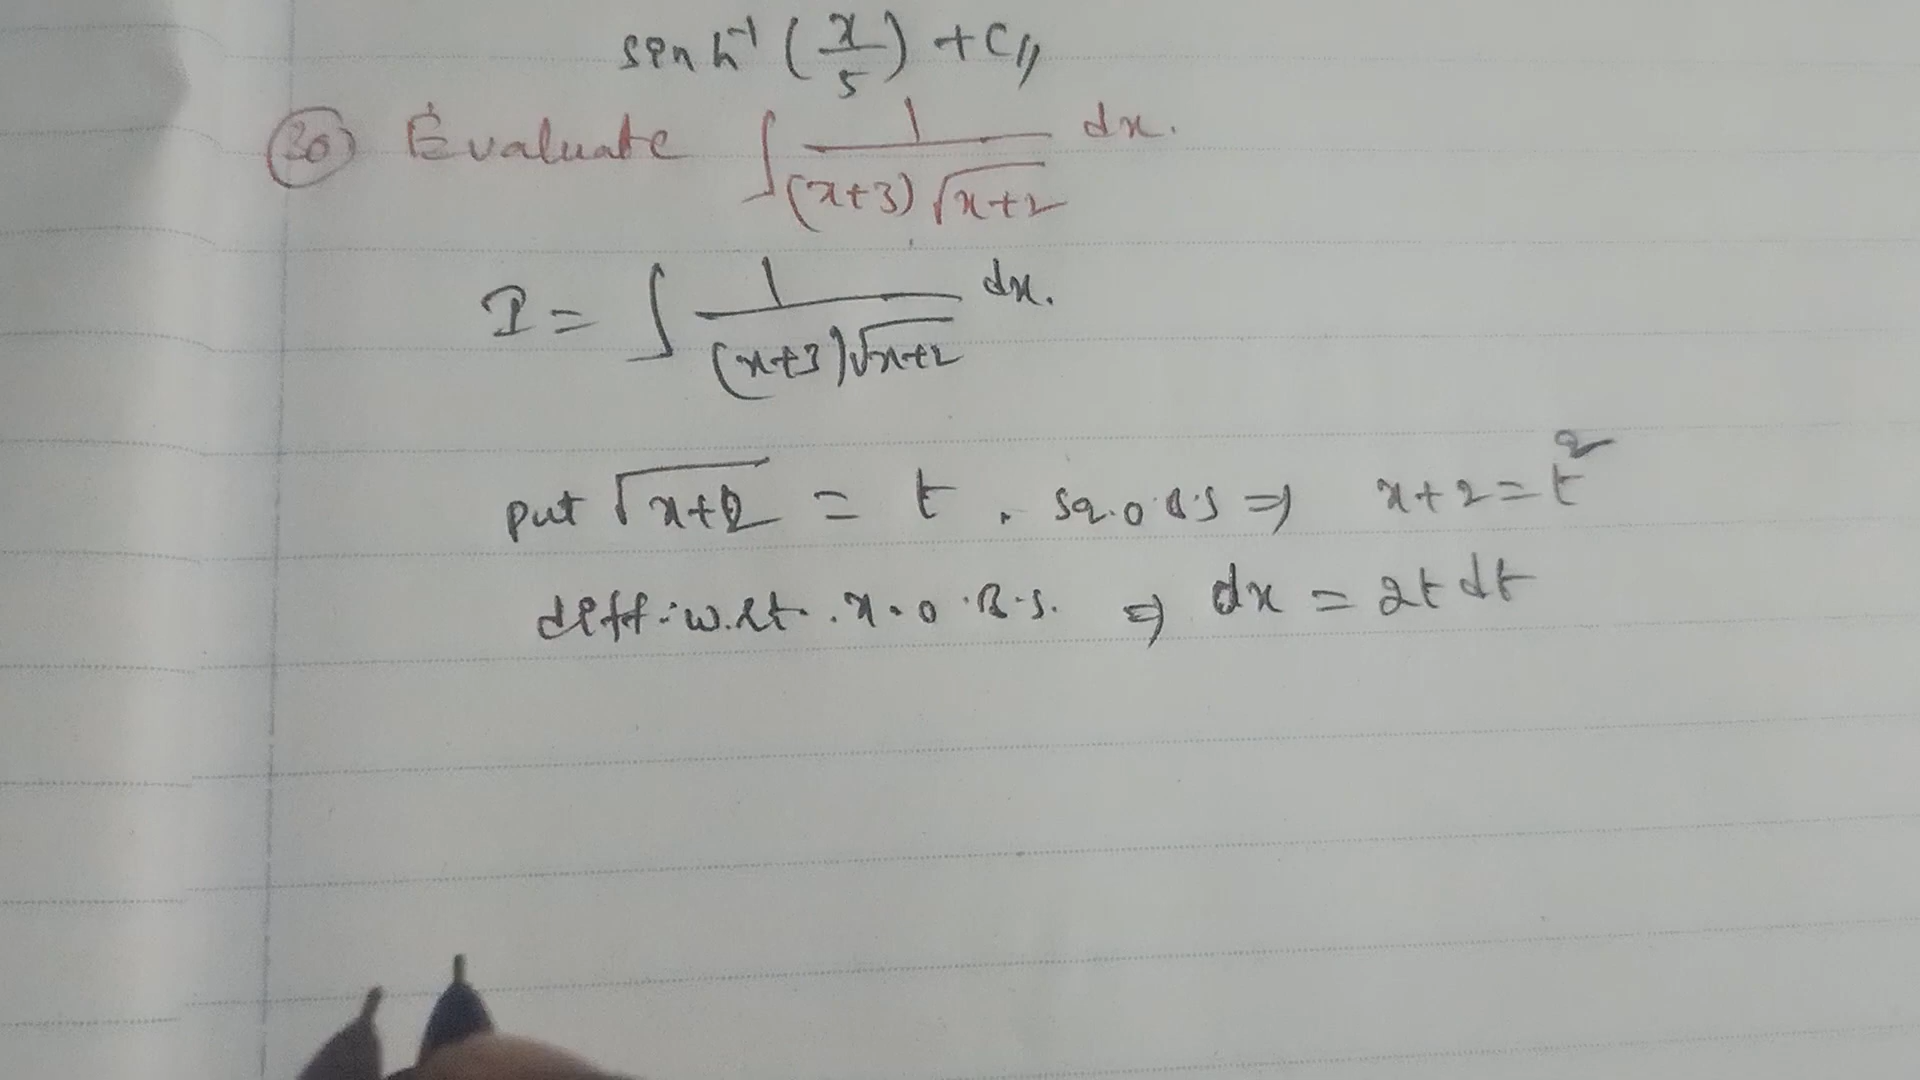 sinh⁻¹ (x/5) + C//
(30) Evaluate ∫ 1/((x+3)√(x+2)) dx.
I = ∫ 1/((x+3)√(x+2)) dx.
put √(x+2) = t . sq.o.B.S ⇒ x+2 = t²
diff.w.r.t.x.o.B.S. ⇒ dx = 2t dt